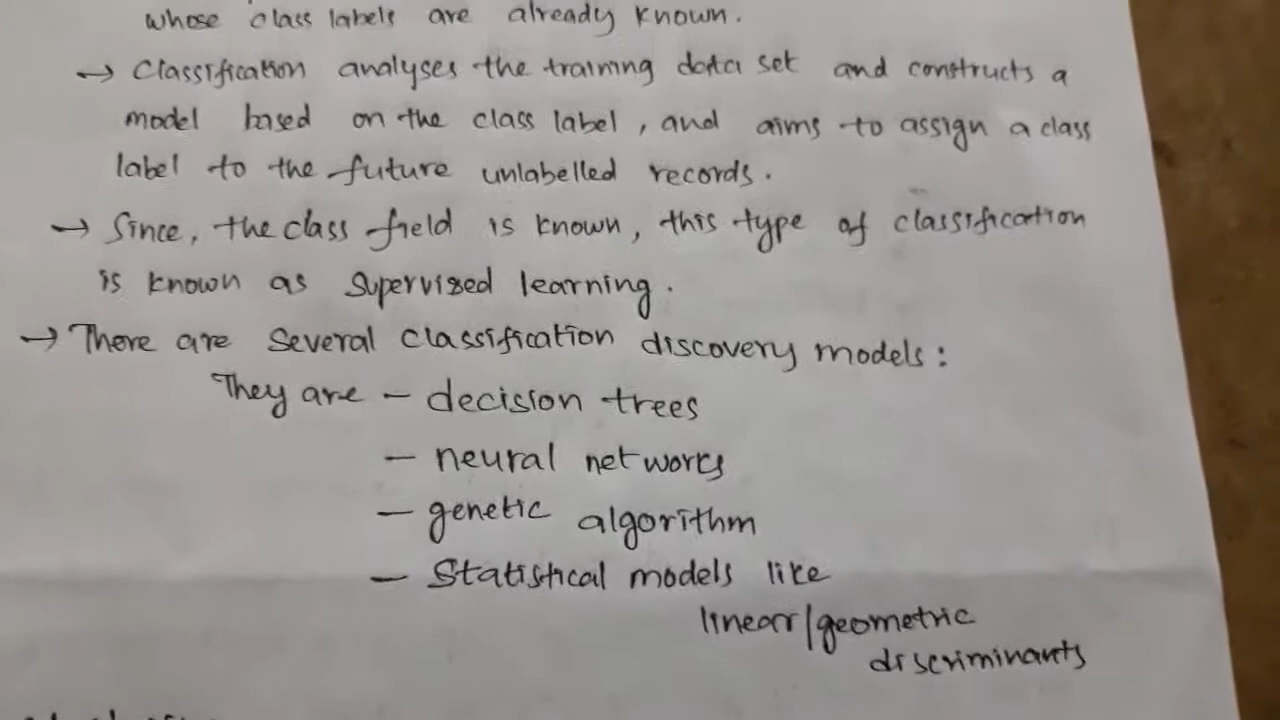 whose class labels are already known.
→ Classification analyses the training data set and constructs a
model based on the class label, and aims to assign a class
label to the future unlabelled records.
→ Since, the class field is known, this type of classification
is known as supervised learning.
→ There are several classification discovery models:
They are – decision trees
– neural networks
– genetic algorithm
– Statistical models like
linear/geometric
discriminants